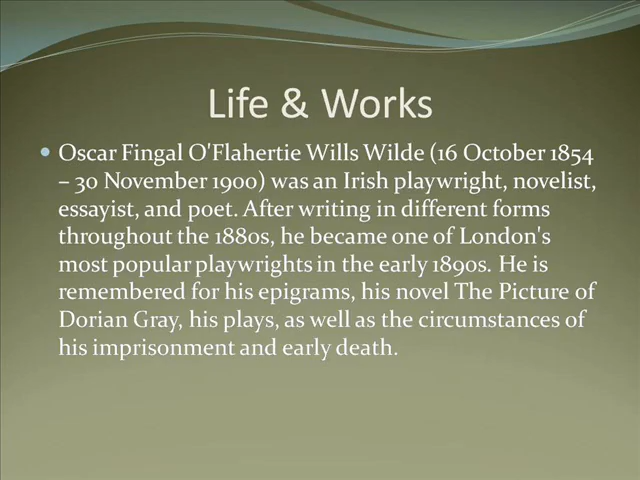 Life & Works
• Oscar Fingal O'Flahertie Wills Wilde (16 October 1854
– 30 November 1900) was an Irish playwright, novelist,
essayist, and poet. After writing in different forms
throughout the 1880s, he became one of London's
most popular playwrights in the early 1890s. He is
remembered for his epigrams, his novel The Picture of
Dorian Gray, his plays, as well as the circumstances of
his imprisonment and early death.